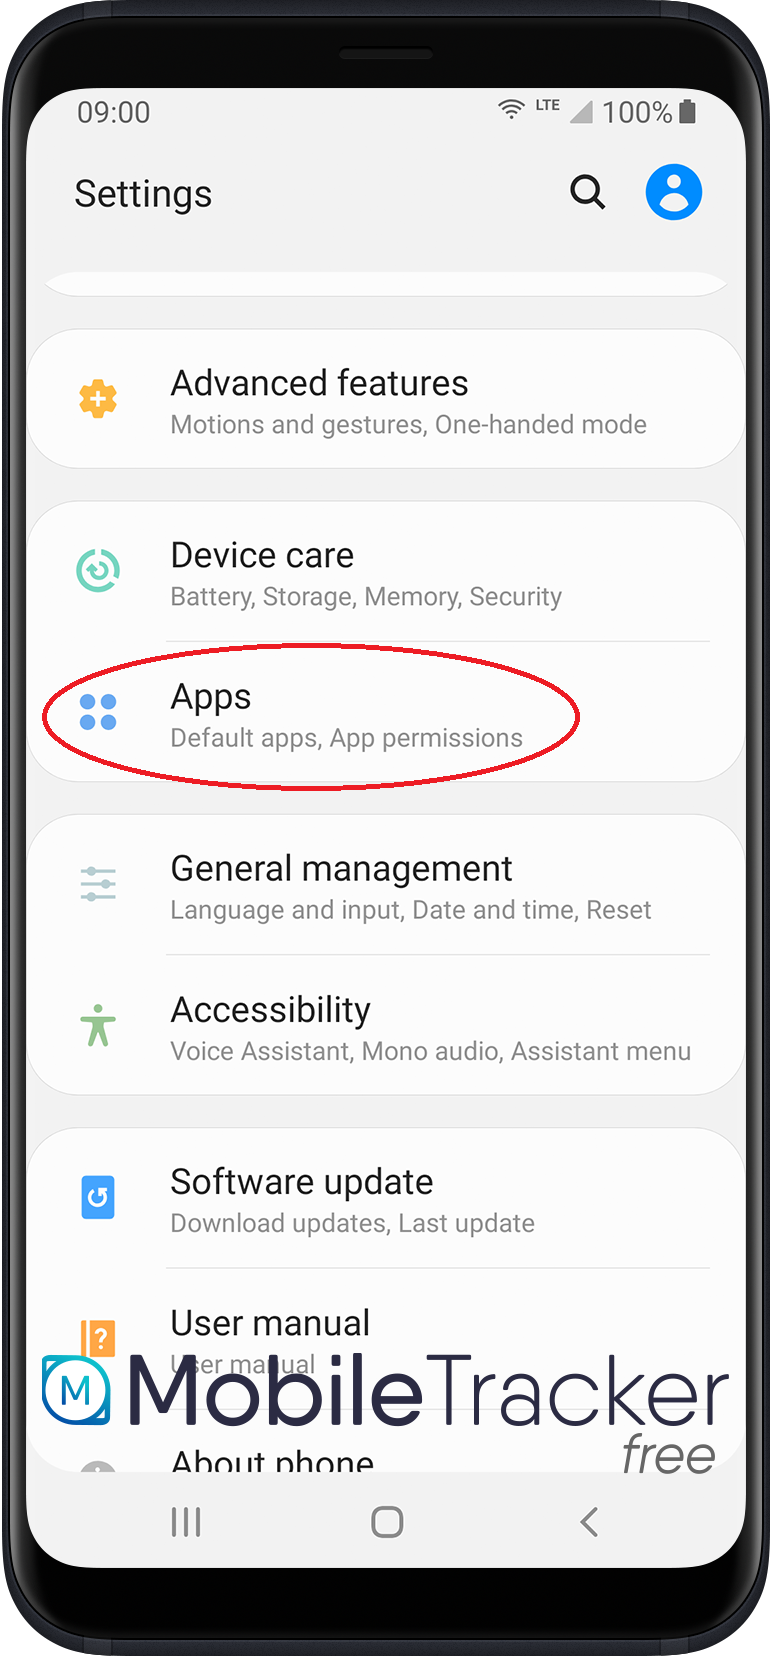 09:00 LTE 100%
Settings
Advanced features
Motions and gestures, One-handed mode
Device care
Battery, Storage, Memory, Security
Apps
Default apps, App permissions
General management
Language and input, Date and time, Reset
Accessibility
Voice Assistant, Mono audio, Assistant menu
Software update
Download updates, Last update
User manual
User manual
M MobileTracker
free
About phone